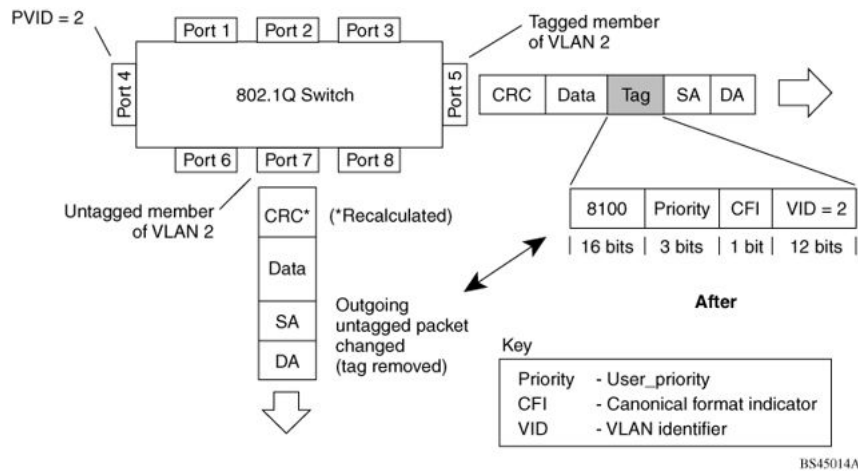 PVID = 2
Port 1
Port 2
Port 3
Tagged member
of VLAN 2
Port 4
802.1Q Switch
Port 5
CRC
Data
Tag
SA
DA
Port 6
Port 7
Port 8
Untagged member
of VLAN 2
CRC*
(*Recalculated)
Data
SA
DA
Outgoing
untagged packet
changed
(tag removed)
8100
Priority
CFI
VID = 2
16 bits
3 bits
1 bit
12 bits
After
Key
Priority - User_priority
CFI - Canonical format indicator
VID - VLAN identifier
BS45014A